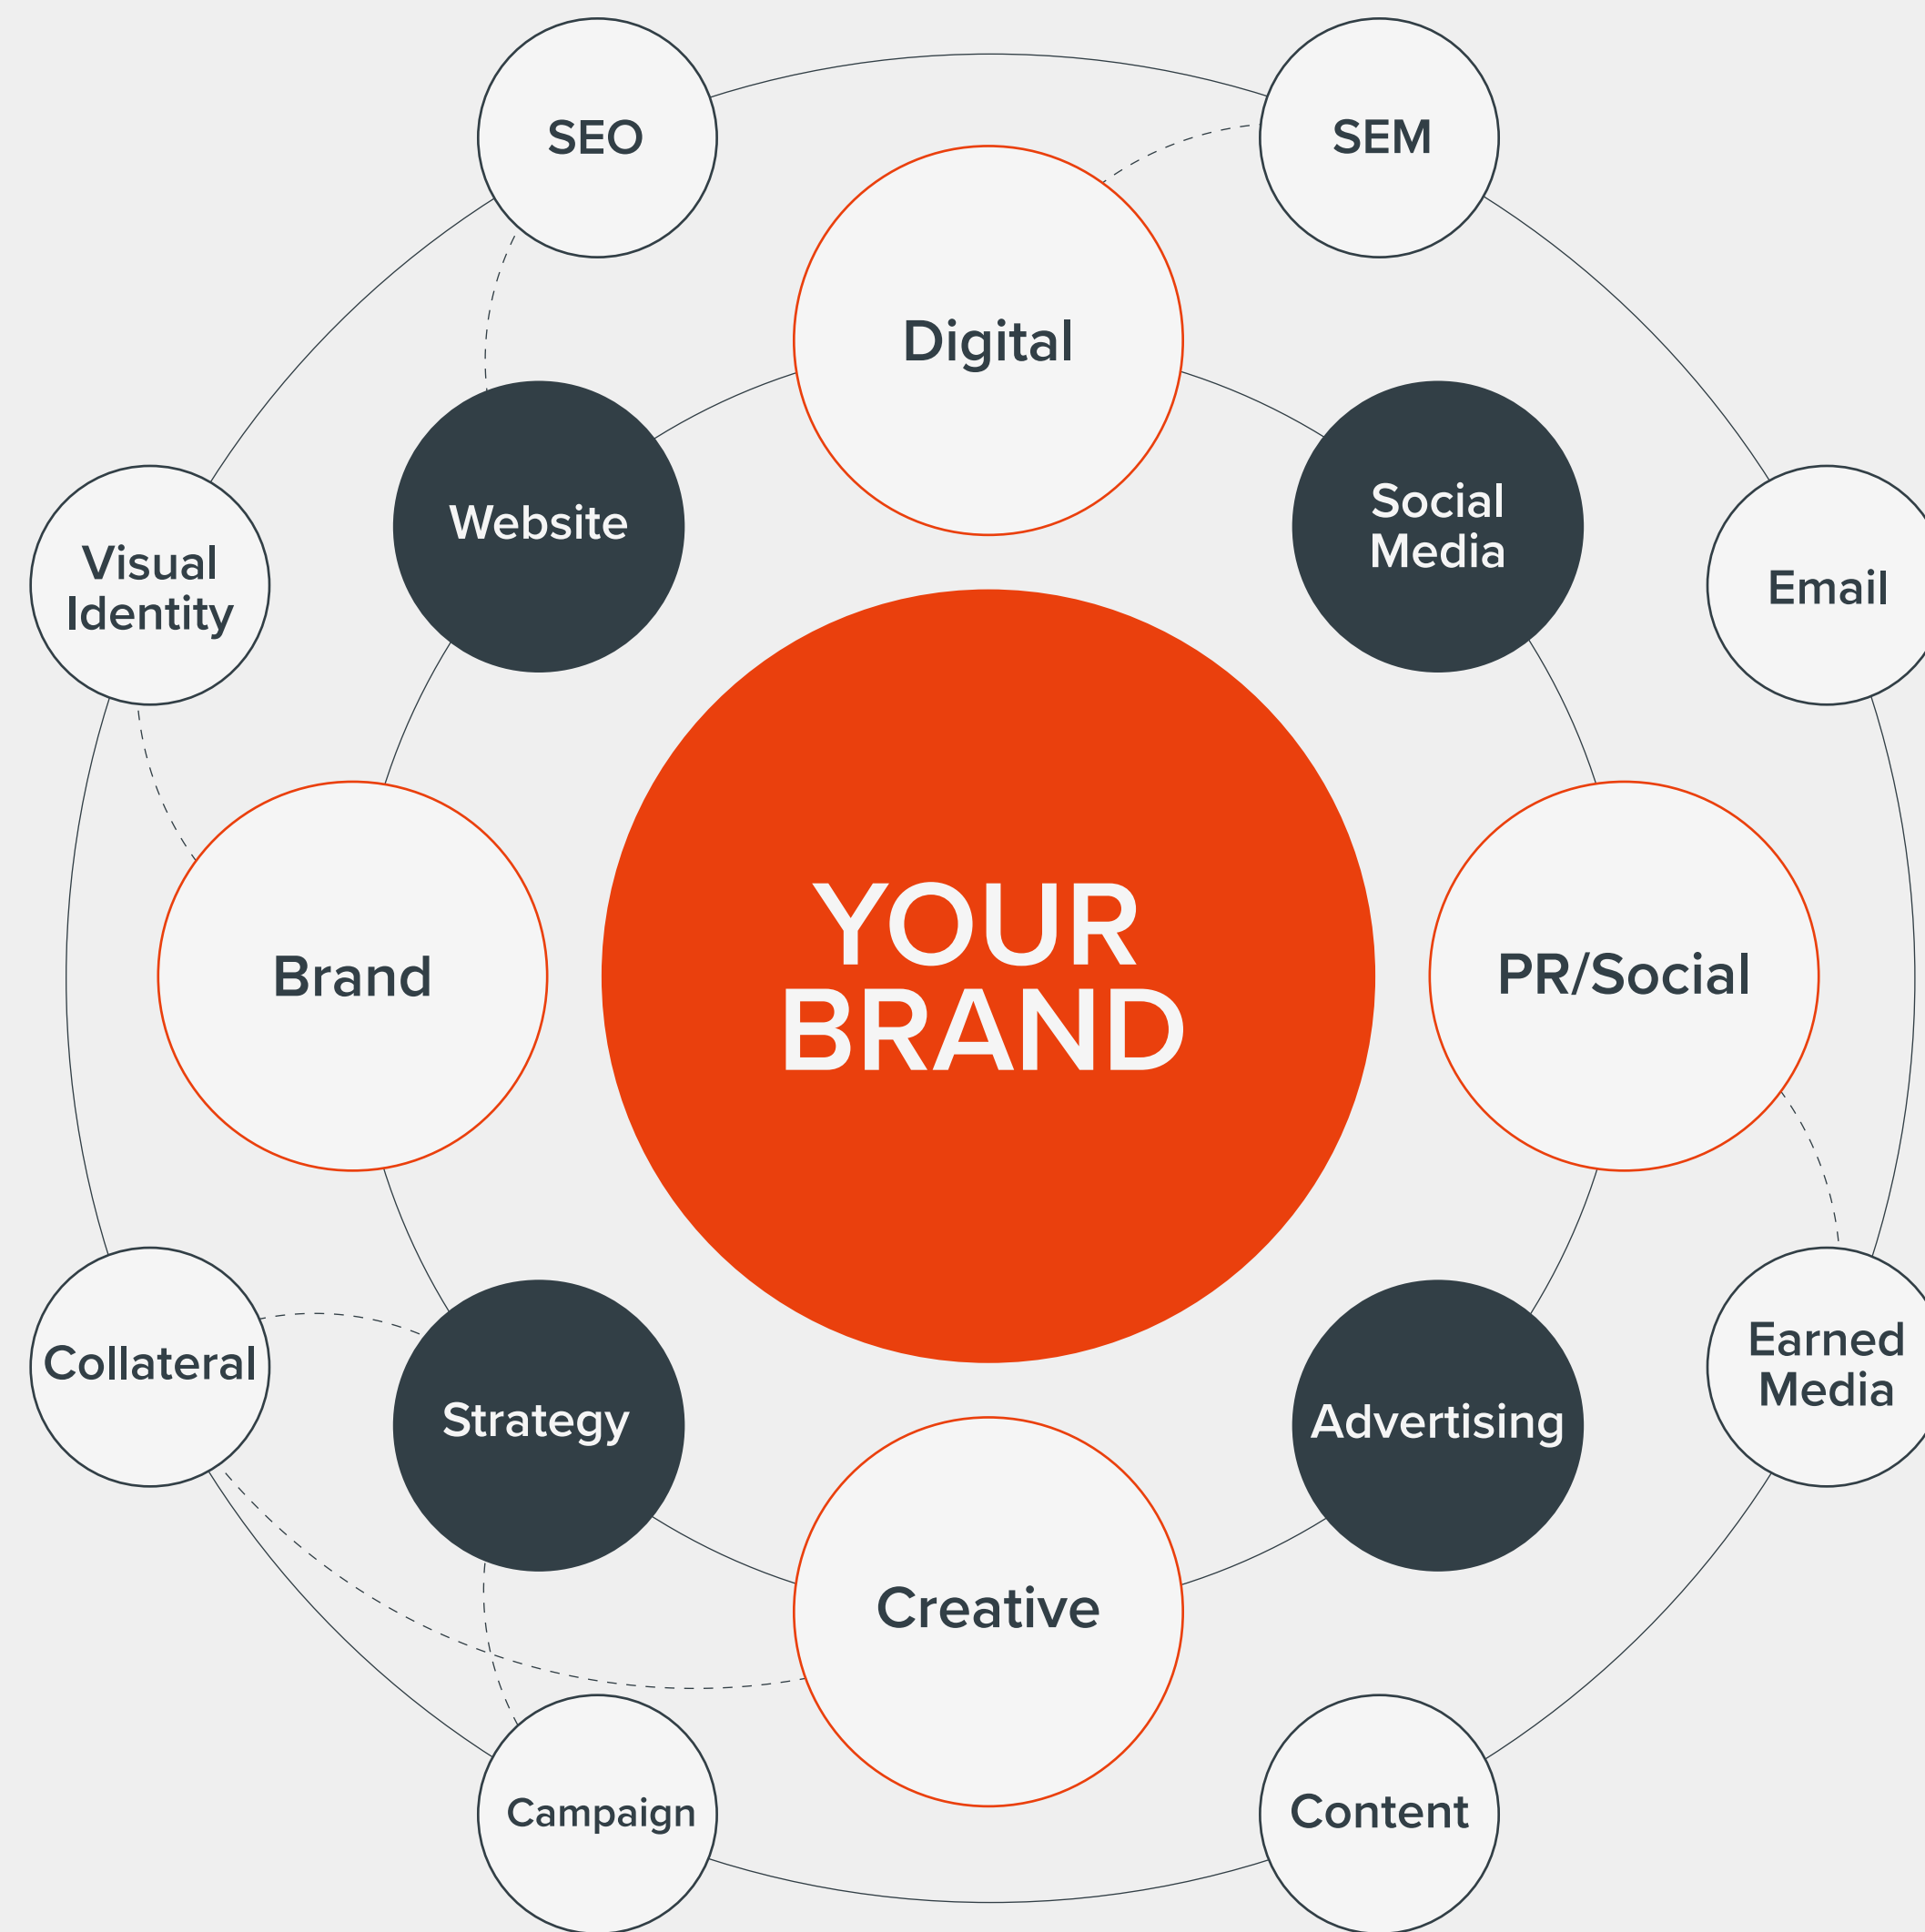 SEO
SEM
Digital
Website
Social
Media
Visual
Identity
Email
YOUR
BRAND
Brand
PR/Social
Collateral
Strategy
Advertising
Earned
Media
Creative
Campaign
Content